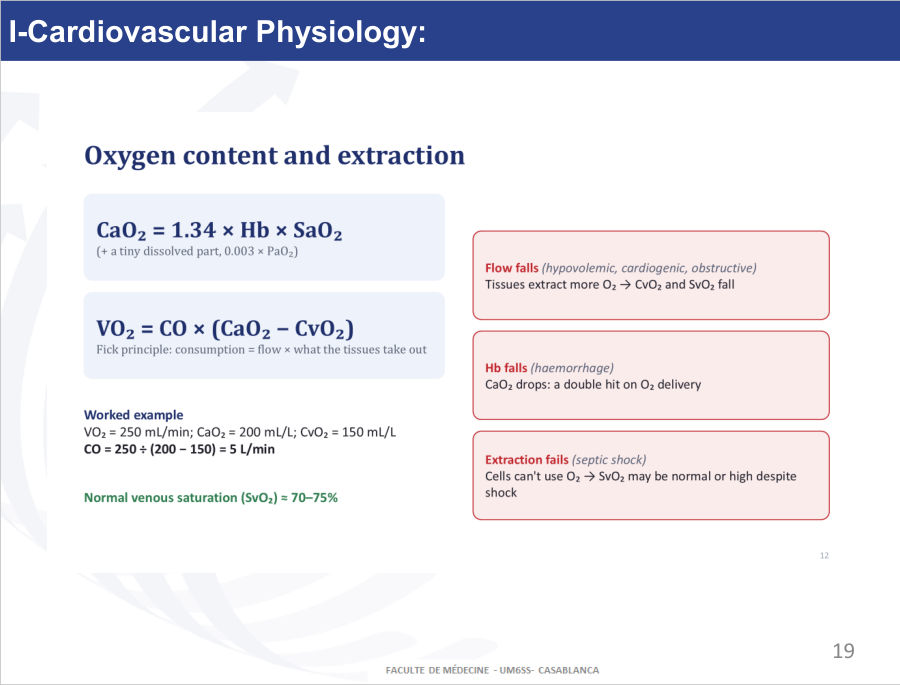 I-Cardiovascular Physiology:
Oxygen content and extraction
CaO₂ = 1.34 × Hb × SaO₂
(+ a tiny dissolved part, 0.003 × PaO₂)
VO₂ = CO × (CaO₂ − CvO₂)
Fick principle: consumption = flow × what the tissues take out
Worked example
VO₂ = 250 mL/min; CaO₂ = 200 mL/L; CvO₂ = 150 mL/L
CO = 250 ÷ (200 − 150) = 5 L/min
Normal venous saturation (SvO₂) ≈ 70–75%
Flow falls (hypovolemic, cardiogenic, obstructive)
Tissues extract more O₂ → CvO₂ and SvO₂ fall
Hb falls (haemorrhage)
CaO₂ drops: a double hit on O₂ delivery
Extraction fails (septic shock)
Cells can't use O₂ → SvO₂ may be normal or high despite
shock
12
19
FACULTE DE MÉDECINE - UM6SS- CASABLANCA